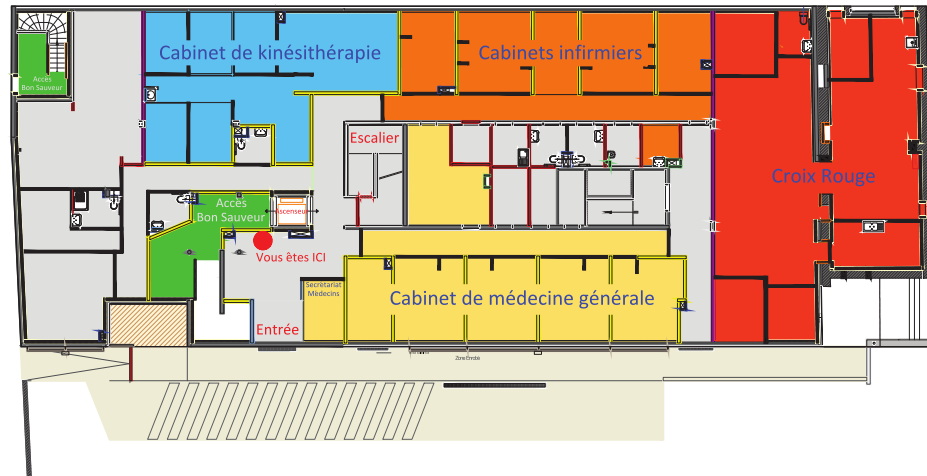 Cabinet de kinésithérapie
Cabinets infirmiers
Accès
Bon Sauveur
Escalier
Croix Rouge
Accès
Bon Sauveur
Ascenseur
Vous êtes ICI
Secrétariat
Médecins
Cabinet de médecine générale
Entrée